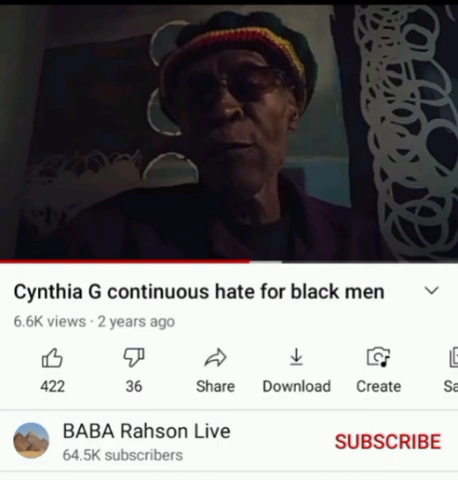 Cynthia G continuous hate for black men
6.6K views · 2 years ago
422 36 Share Download Create Sa
BABA Rahson Live SUBSCRIBE
64.5K subscribers